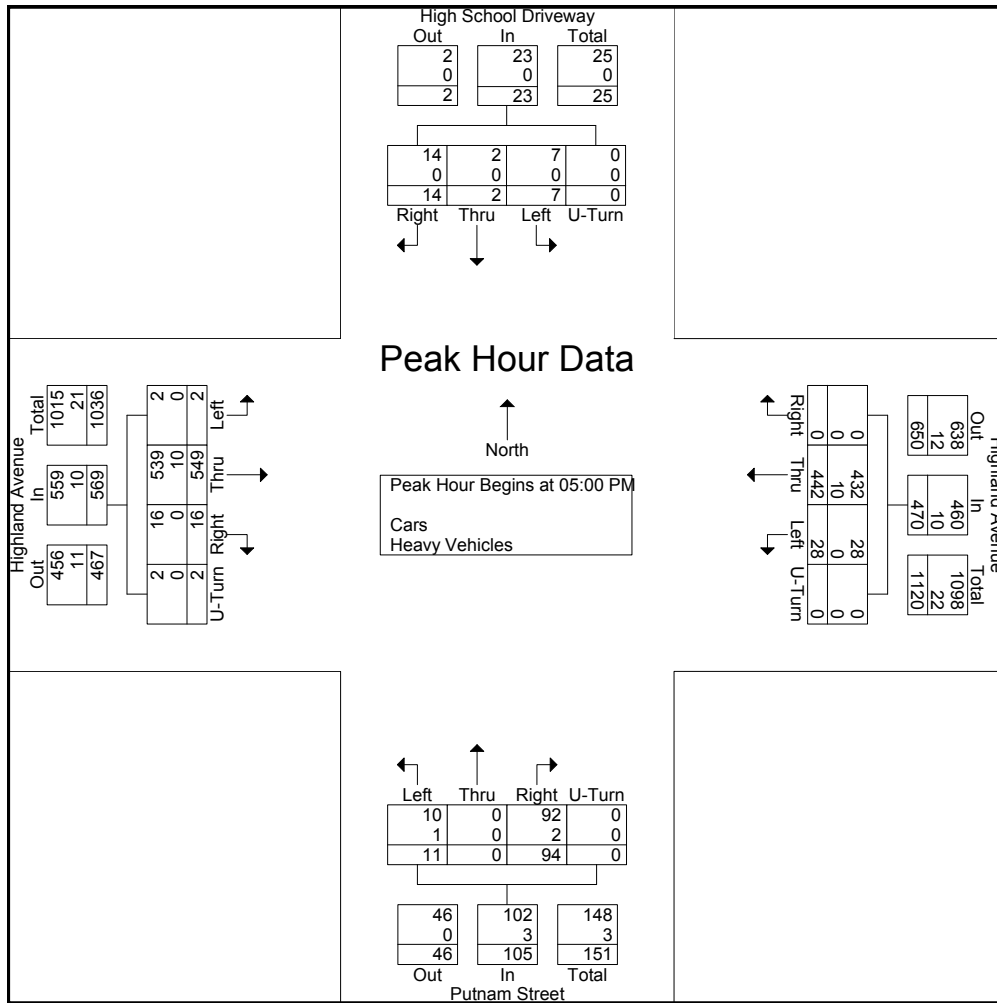 High School Driveway
Out In Total
2 23 25
0 0 0
2 23 25
14 2 7 0
0 0 0 0
14 2 7 0
Right Thru Left U-Turn
Peak Hour Data
North
Peak Hour Begins at 05:00 PM
Cars
Heavy Vehicles
Highland Avenue
Total In Out
1015 559 456
21 10 11
1036 569 467
2 539 16 2
0 10 0 0
2 549 16 2
Left Thru Right U-Turn
Highland Avenue
Out In Total
638 460 1098
12 10 22
650 470 1120
0 432 28 0
0 10 0 0
0 442 28 0
Right Thru Left U-Turn
Left Thru Right U-Turn
10 0 92 0
1 0 2 0
11 0 94 0
46 102 148
0 3 3
46 105 151
Out In Total
Putnam Street